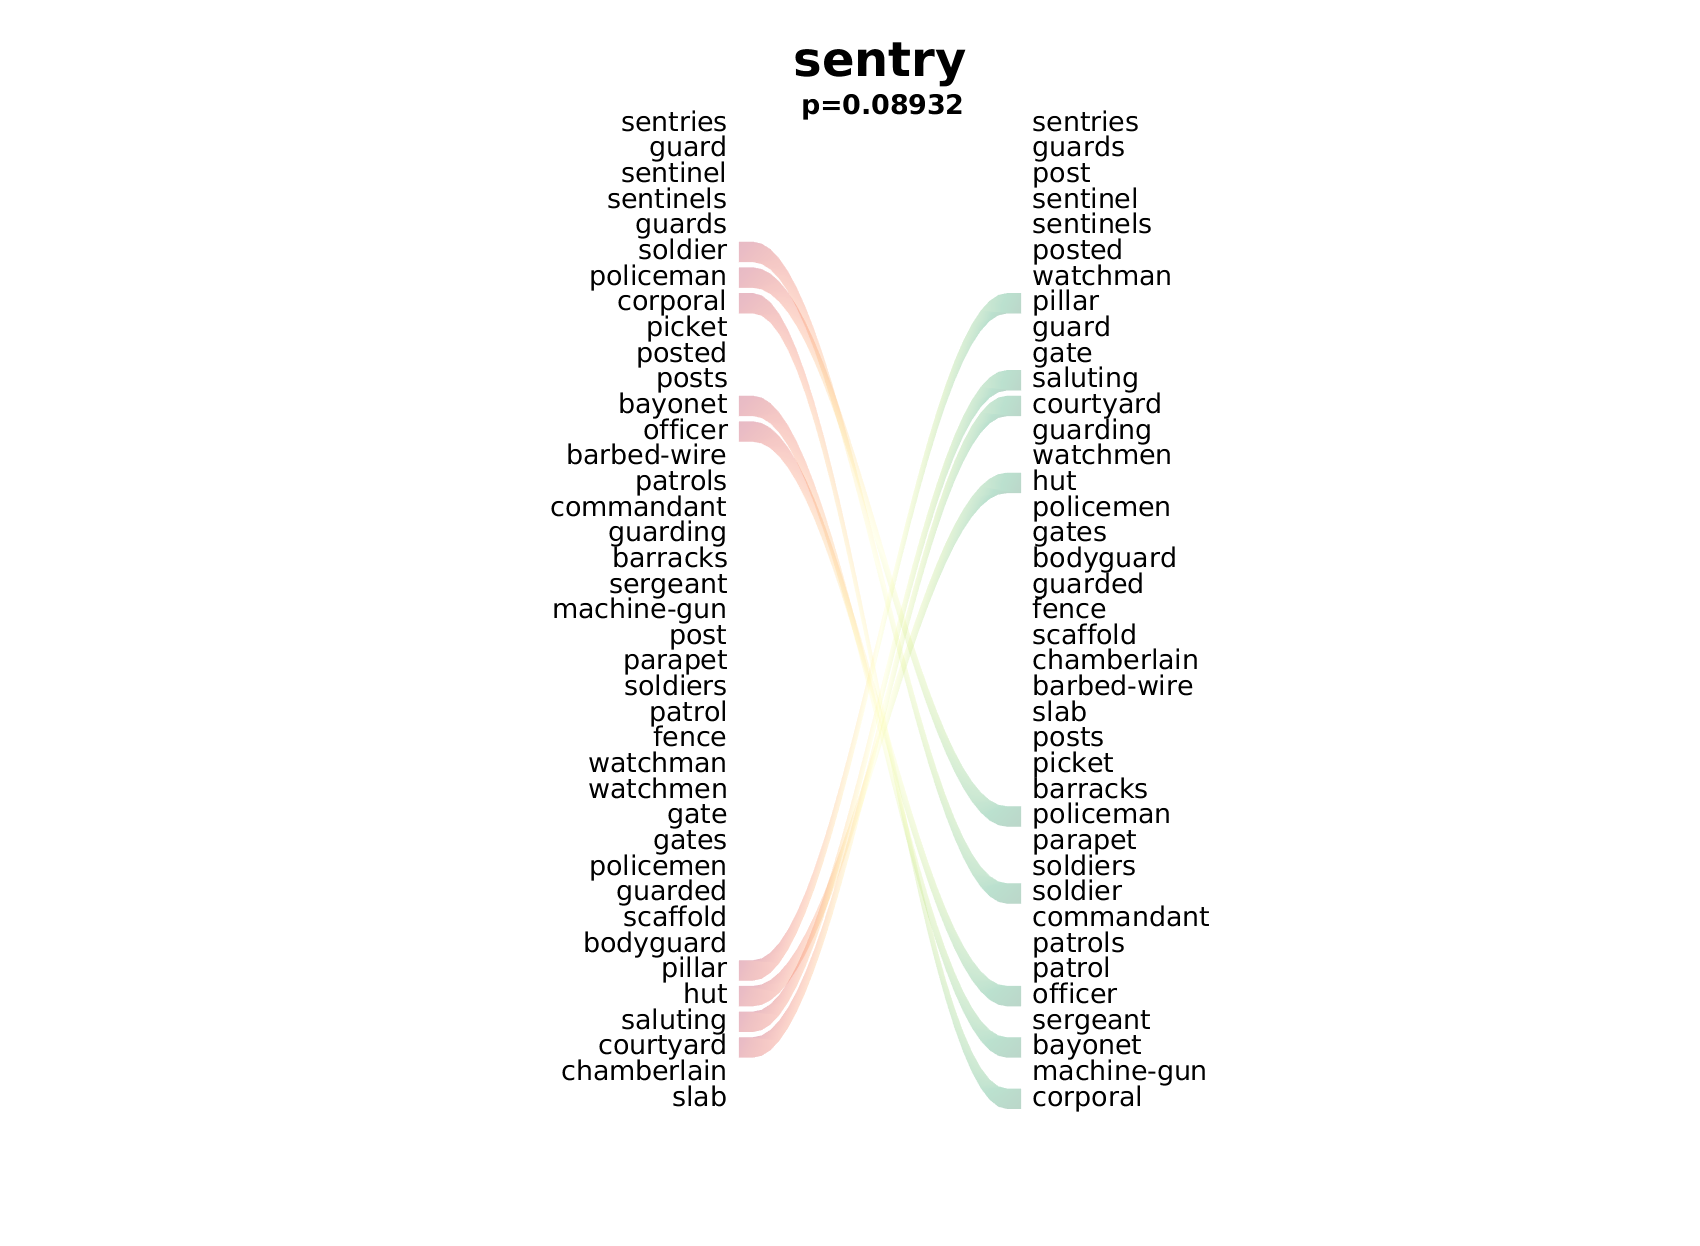 sentry
p=0.08932
sentries
guard
sentinel
sentinels
guards
soldier
policeman
corporal
picket
posted
posts
bayonet
officer
barbed-wire
patrols
commandant
guarding
barracks
sergeant
machine-gun
post
parapet
soldiers
patrol
fence
watchman
watchmen
gate
gates
policemen
guarded
scaffold
bodyguard
pillar
hut
saluting
courtyard
chamberlain
slab
sentries
guards
post
sentinel
sentinels
posted
watchman
pillar
guard
gate
saluting
courtyard
guarding
watchmen
hut
policemen
gates
bodyguard
guarded
fence
scaffold
chamberlain
barbed-wire
slab
posts
picket
barracks
policeman
parapet
soldiers
soldier
commandant
patrols
patrol
officer
sergeant
bayonet
machine-gun
corporal